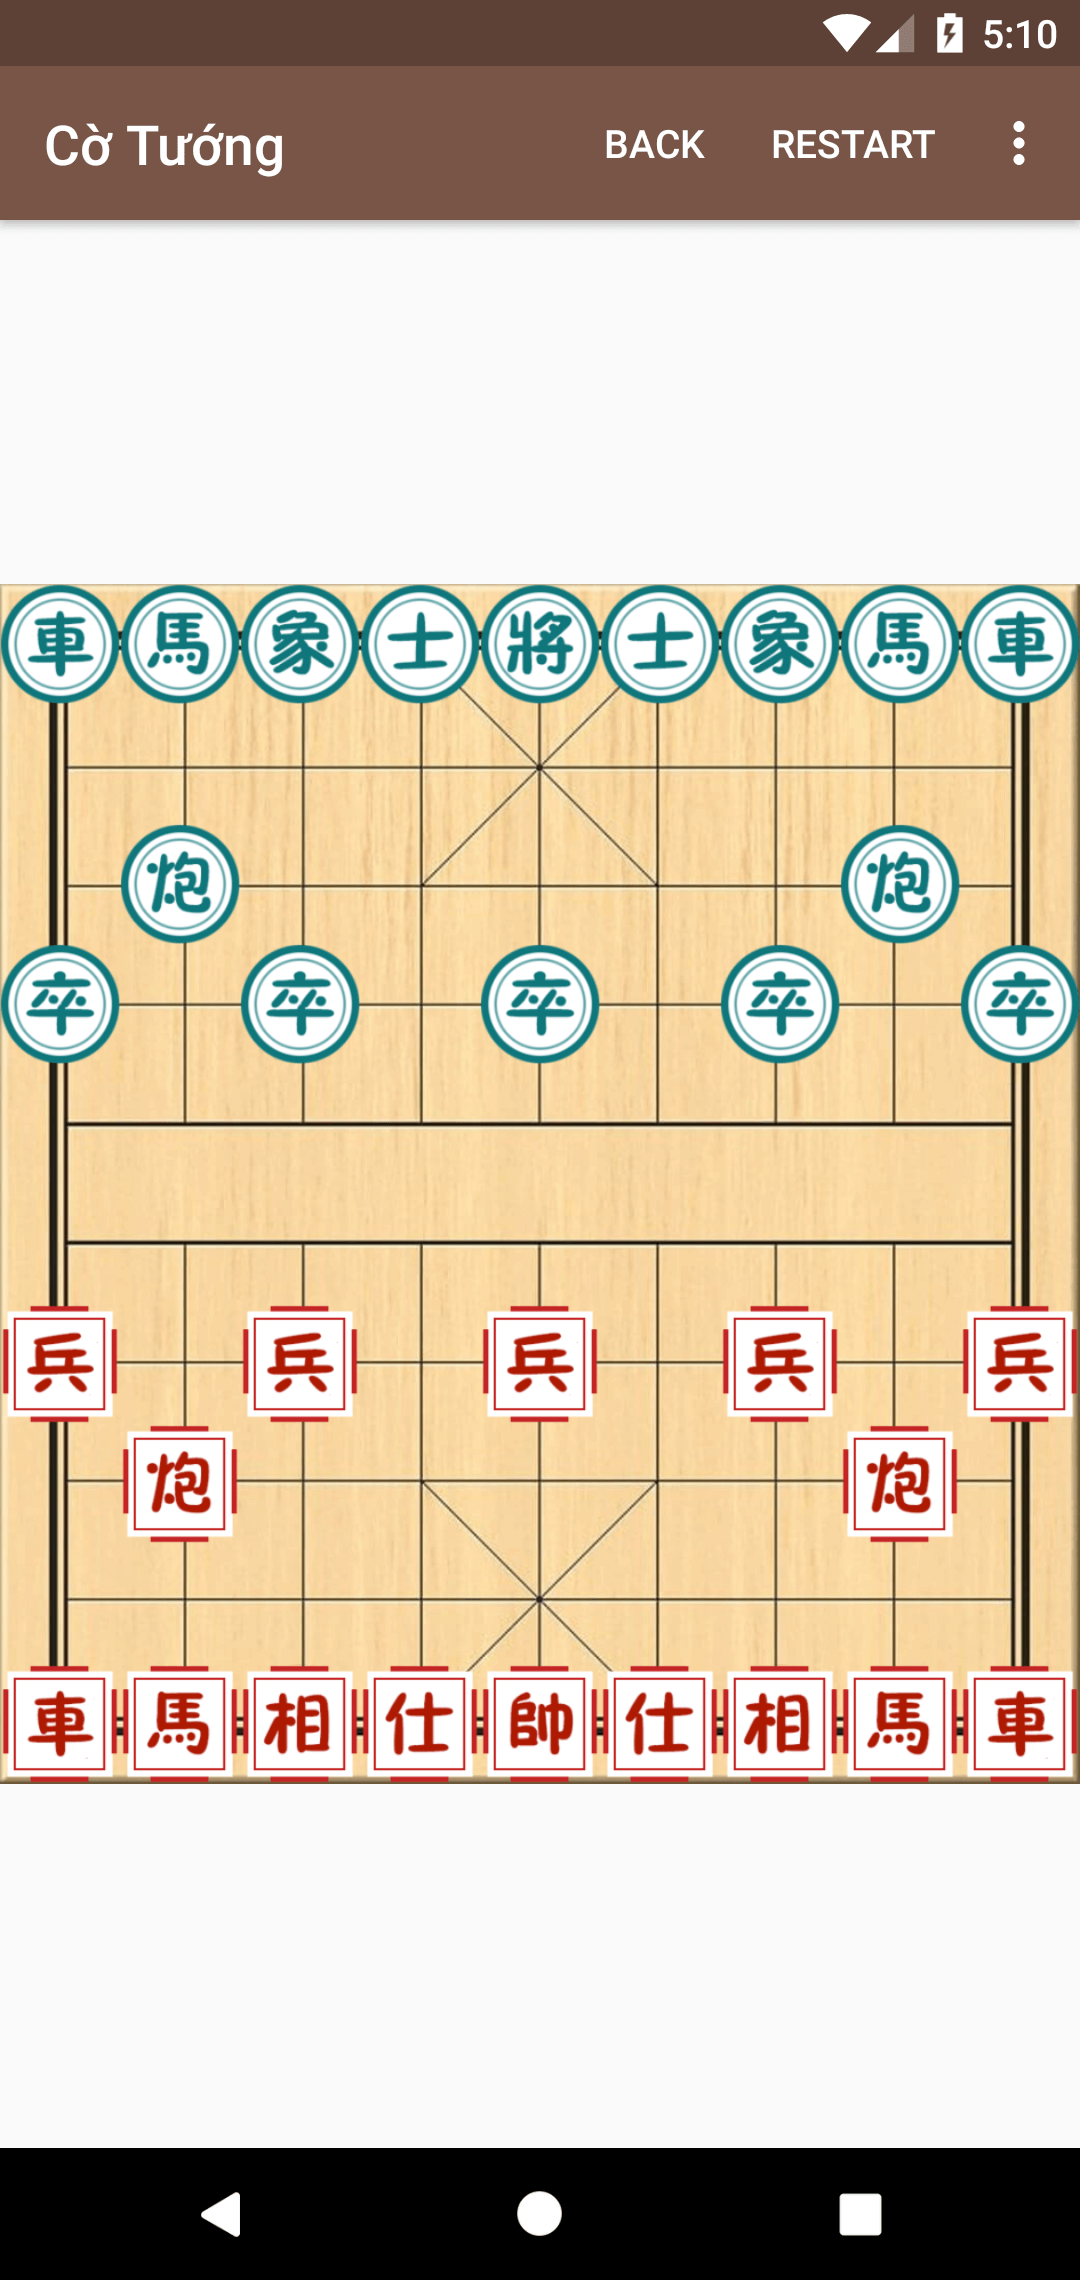 5:10
Cờ Tướng BACK RESTART
車 馬 象 士 將 士 象 馬 車
炮 炮
卒 卒 卒 卒 卒
兵 兵 兵 兵 兵
炮 炮
車 馬 相 仕 帥 仕 相 馬 車